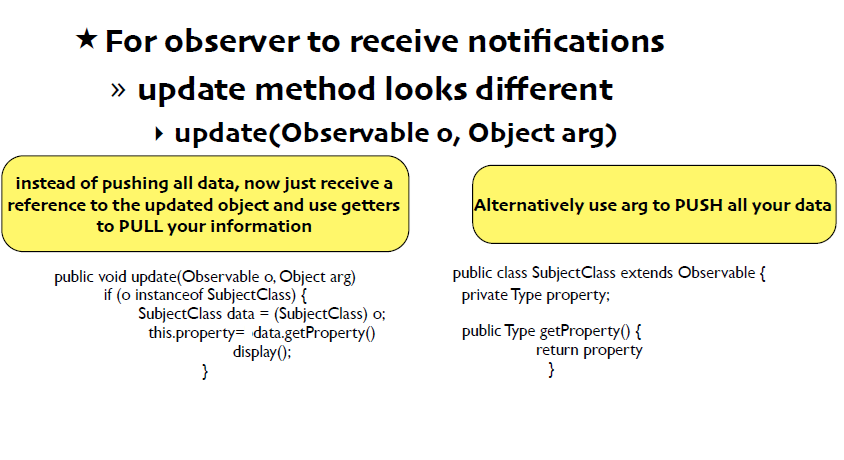 ★ For observer to receive notifications
» update method looks different
▸ update(Observable o, Object arg)
instead of pushing all data, now just receive a
reference to the updated object and use getters
to PULL your information
Alternatively use arg to PUSH all your data
public void update(Observable o, Object arg)
if (o instanceof SubjectClass) {
SubjectClass data = (SubjectClass) o;
this.property= data.getProperty()
display();
}
public class SubjectClass extends Observable {
private Type property;
public Type getProperty() {
return property
}